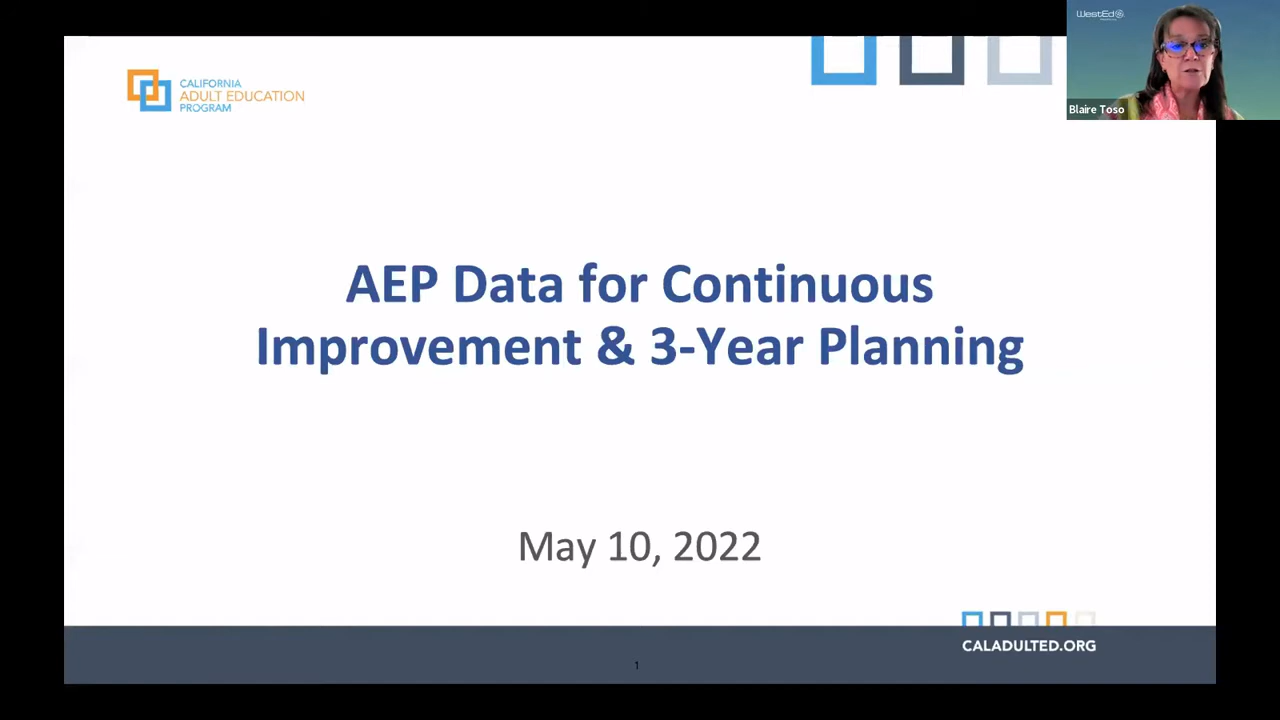 CALIFORNIA
ADULT EDUCATION
PROGRAM
WestEd
Blaire Toso
AEP Data for Continuous
Improvement & 3-Year Planning
May 10, 2022
CALADULTED.ORG
1